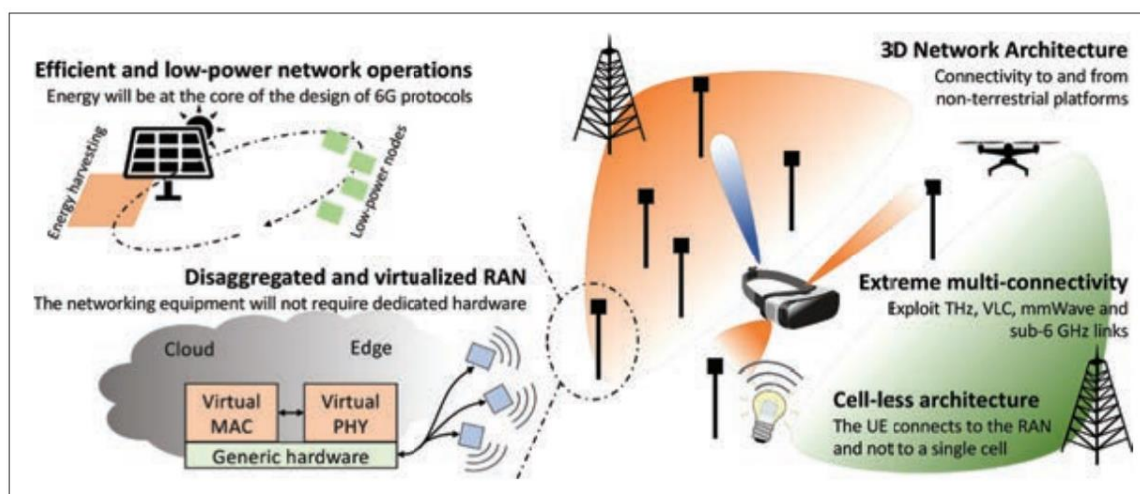 Efficient and low-power network operations
Energy will be at the core of the design of 6G protocols
Energy harvesting
Low-power nodes
Disaggregated and virtualized RAN
The networking equipment will not require dedicated hardware
Cloud
Edge
Virtual
MAC
Virtual
PHY
Generic hardware
3D Network Architecture
Connectivity to and from
non-terrestrial platforms
Extreme multi-connectivity
Exploit THz, VLC, mmWave and
sub-6 GHz links
Cell-less architecture
The UE connects to the RAN
and not to a single cell